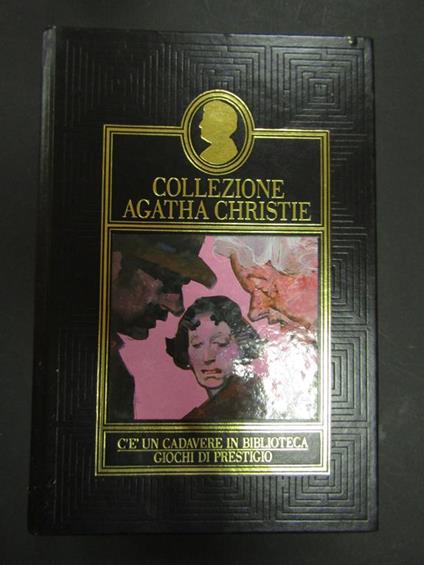 COLLEZIONE
AGATHA CHRISTIE
C'E' UN CADAVERE IN BIBLIOTECA
GIOCHI DI PRESTIGIO